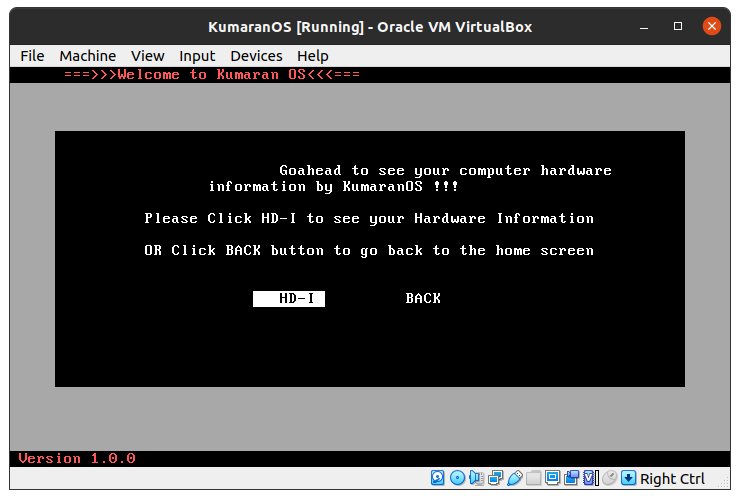 KumaranOS [Running] - Oracle VM VirtualBox
File Machine View Input Devices Help
===>>>Welcome to Kumaran OS<<<===
Goahead to see your computer hardware
information by KumaranOS !!!
Please Click HD-I to see your Hardware Information
OR Click BACK button to go back to the home screen
HD-I BACK
Version 1.0.0
Right Ctrl